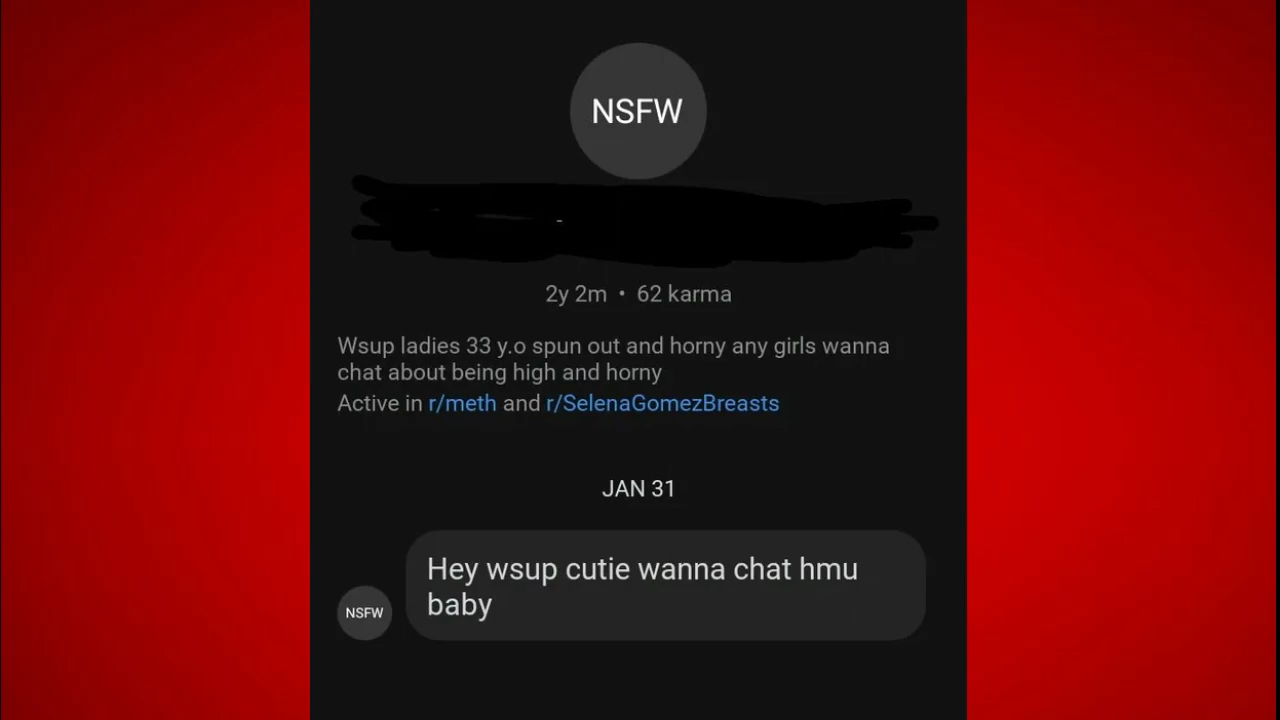 NSFW
2y 2m • 62 karma
Wsup ladies 33 y.o spun out and horny any girls wanna
chat about being high and horny
Active in r/meth and r/SelenaGomezBreasts
JAN 31
Hey wsup cutie wanna chat hmu
baby
NSFW